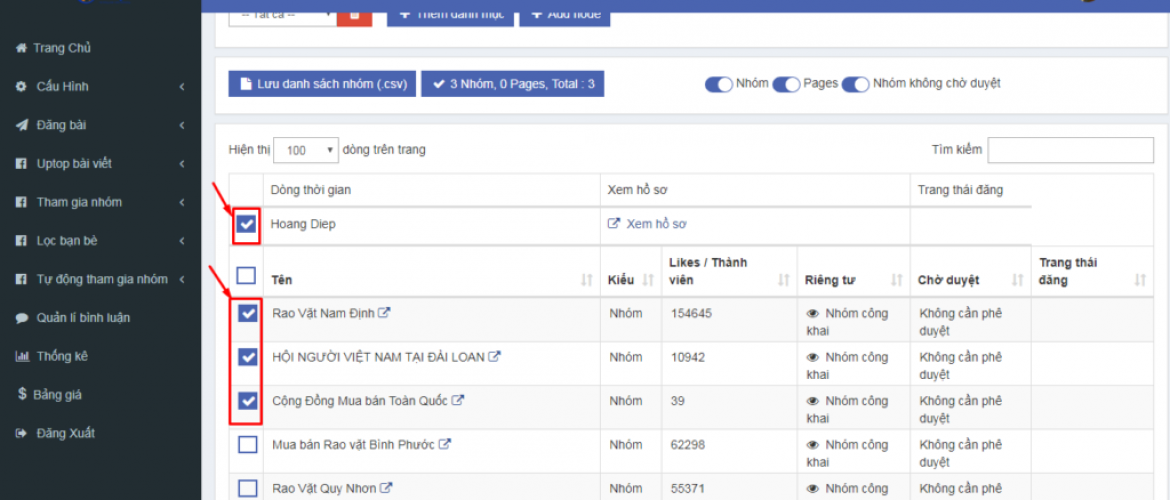 -- Tất cả --
Thêm danh mục
Add node
Trang Chủ
Cấu Hình
Đăng bài
Uptop bài viết
Tham gia nhóm
Lọc bạn bè
Tự động tham gia nhóm
Quản lí bình luận
Thống kê
$ Bảng giá
Đăng Xuất
Lưu danh sách nhóm (.csv)
3 Nhóm, 0 Pages, Total : 3
Nhóm
Pages
Nhóm không chờ duyệt
Hiện thị 100 dòng trên trang
Tìm kiếm
Dòng thời gian
Xem hồ sơ
Trang thái đăng
Hoang Diep
Xem hồ sơ
Tên
Kiểu
Likes / Thành
viên
Riêng tư
Chờ duyệt
Trang thái
đăng
Rao Vặt Nam Định
Nhóm
154645
Nhóm công
khai
Không cần phê
duyệt
HỘI NGƯỜI VIỆT NAM TẠI ĐÀI LOAN
Nhóm
10942
Nhóm công
khai
Không cần phê
duyệt
Cộng Đồng Mua bán Toàn Quốc
Nhóm
39
Nhóm công
khai
Không cần phê
duyệt
Mua bán Rao vặt Bình Phước
Nhóm
62298
Nhóm công
khai
Không cần phê
duyệt
Rao Vặt Quy Nhơn
Nhóm
55371
Nhóm công
Không cần phê